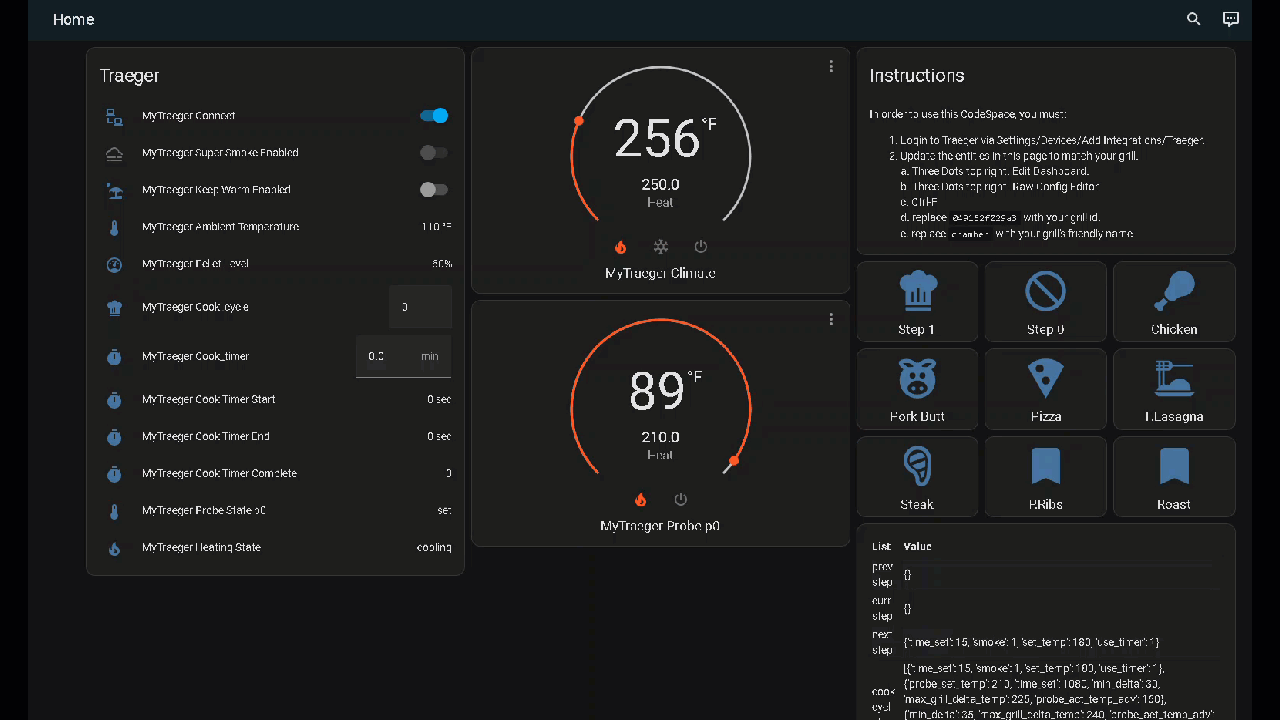 Home
Traeger
MyTraeger Connect
MyTraeger Super Smoke Enabled
MyTraeger Keep Warm Enabled
MyTraeger Ambient Temperature 110 °F
MyTraeger Pellet Level
MyTraeger Cook_cycle 0
MyTraeger Cook_timer 0.0 min
MyTraeger Cook Timer Start 0 sec
MyTraeger Cook Timer End 0 sec
MyTraeger Cook Timer Complete 0
MyTraeger Probe State p0 set
MyTraeger Heating State cooling
256 °F
250.0
Heat
MyTraeger Climate
89 °F
210.0
Heat
MyTraeger Probe p0
Instructions
In order to use this CodeSpace, you must:
1. Login to Traeger via Settings/Devices/Add Integrations/Traeger.
2. Update the entities in this page to match your grill.
a. Three Dots top right. Edit Dashboard.
b. Three Dots top right. Raw Config Editor
c. Ctrl-F
d. replace with your grill id.
e. replace chamber with your grill's friendly name
Step 1
Step 0
Chicken
Pork Butt
Pizza
T.Lasagna
Steak
P.Ribs
Roast
List Value
prev step {}
curr step {}
next step {'time_set': 15, 'smoke': 1, 'set_temp': 180, 'use_timer': 1}
[{'time_set': 15, 'smoke': 1, 'set_temp': 180, 'use_timer': 1},
{'probe_set_temp': 210, 'time_set': 1080, 'min_delta': 30,
cook 'max_grill_delta_temp': 225, 'probe_act_temp_adv': 150},
cycl {'min_delta': 35, 'max_grill_delta_temp': 240, 'probe_act_temp_adv':